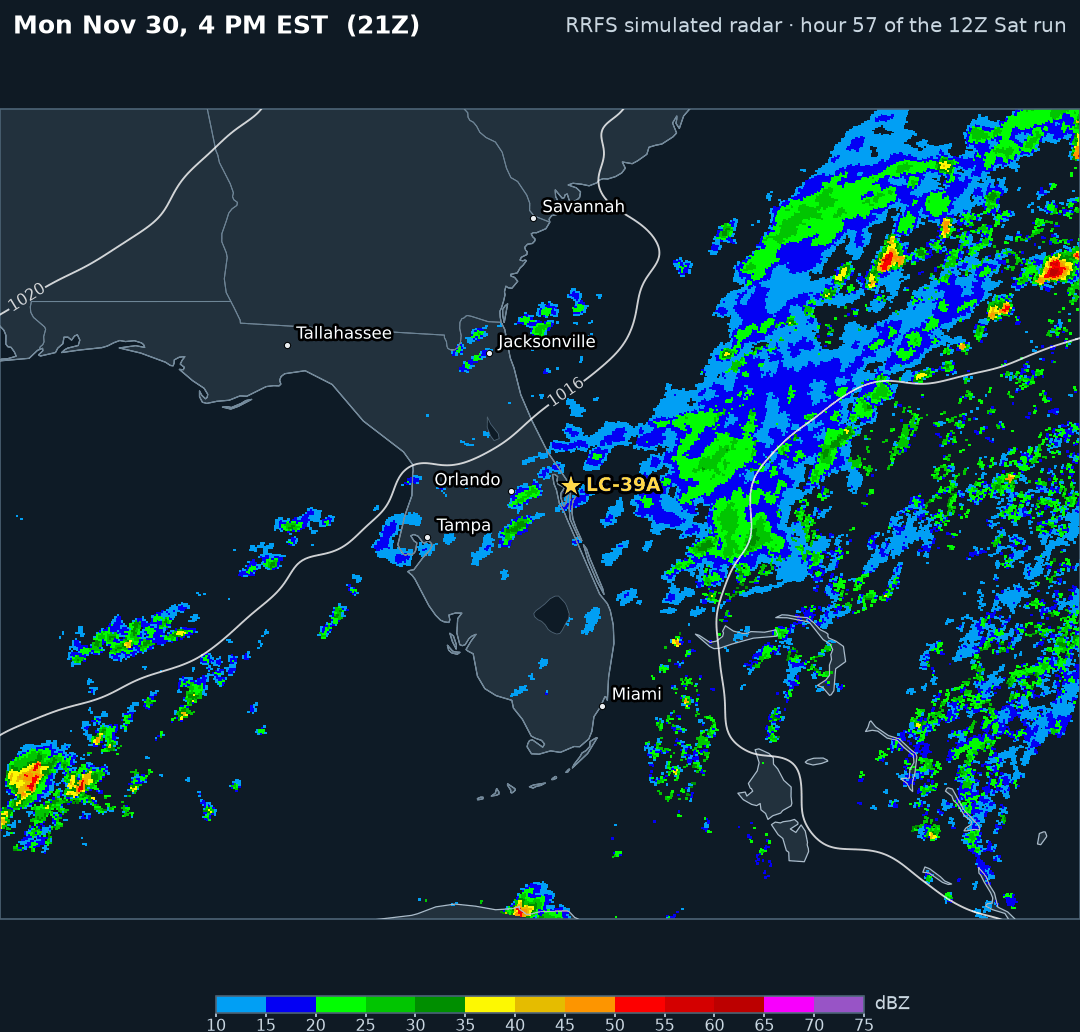 Mon Nov 30, 4 PM EST (21Z)
RRFS simulated radar · hour 57 of the 12Z Sat run
Savannah
1020
Tallahassee
Jacksonville
1016
Orlando
LC-39A
Tampa
Miami
dBZ
10 15 20 25 30 35 40 45 50 55 60 65 70 75